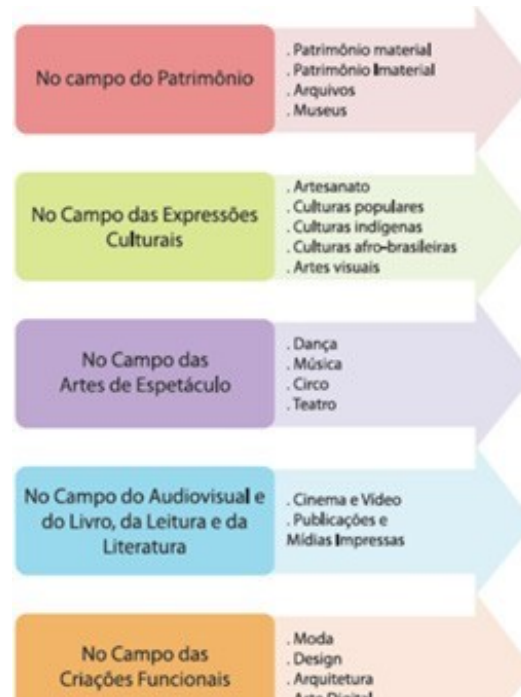 No campo do Patrimônio
. Patrimônio material
. Patrimônio Imaterial
. Arquivos
. Museus
No Campo das Expressões
Culturais
. Artesanato
. Culturas populares
. Culturas indígenas
. Culturas afro-brasileiras
. Artes visuais
No Campo das
Artes de Espetáculo
. Dança
. Música
. Circo
. Teatro
No Campo do Audiovisual e
do Livro, da Leitura e da
Literatura
. Cinema e Vídeo
. Publicações e
Mídias Impressas
No Campo das
Criações Funcionais
. Moda
. Design
. Arquitetura
. Arte Digital